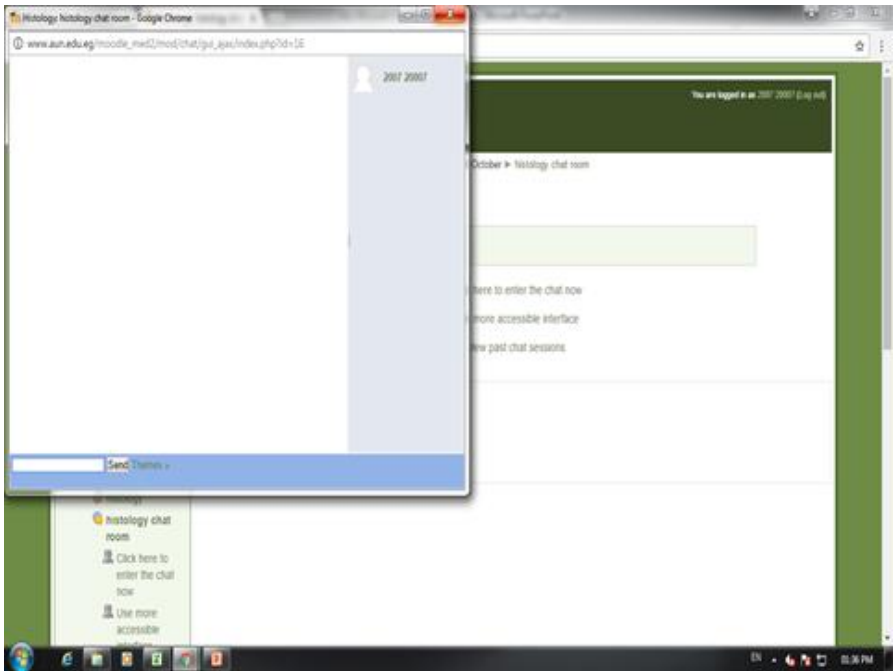 Histology: histology chat room - Google Chrome
www.aun.edu.eg/moodle_med2/mod/chat/gui_ajax/index.php?id=16
2007 20007
You are logged in as 2007 20007 (Log out)
October ► histology chat room
here to enter the chat now
more accessible interface
past chat sessions
Send Themes »
histology chat
room
Click here to
enter the chat
now
Use more
accessible
EN
01:36 PM